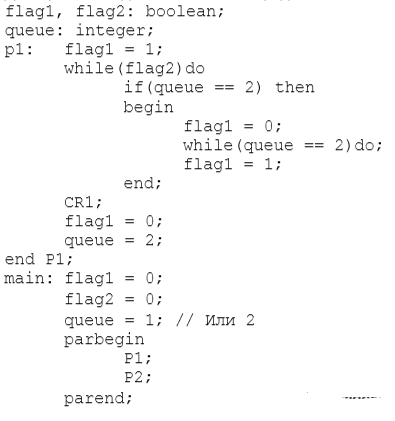 flag1, flag2: boolean;
queue: integer;
p1: flag1 = 1;
while(flag2)do
if(queue == 2) then
begin
flag1 = 0;
while(queue == 2)do;
flag1 = 1;
end;
CR1;
flag1 = 0;
queue = 2;
end P1;
main: flag1 = 0;
flag2 = 0;
queue = 1; // Или 2
parbegin
P1;
P2;
parend;